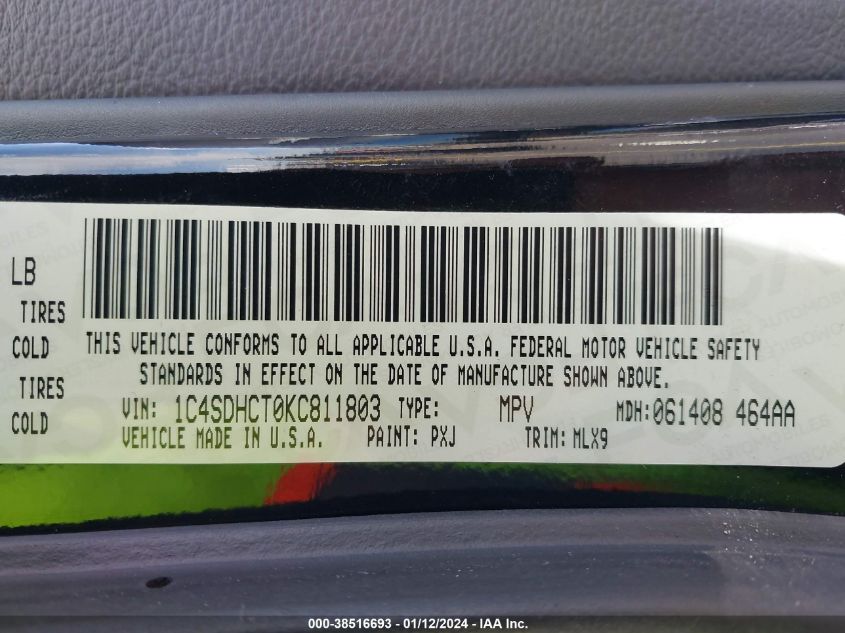 LB
TIRES
COLD
THIS VEHICLE CONFORMS TO ALL APPLICABLE U.S.A. FEDERAL MOTOR VEHICLE SAFETY
STANDARDS IN EFFECT ON THE DATE OF MANUFACTURE SHOWN ABOVE.
TIRES
COLD
VIN: 1C4SDHCT0KC811803 TYPE: MPV MDH:061408 464AA
VEHICLE MADE IN U.S.A. PAINT: PXJ TRIM: MLX9
000-38516693 - 01/12/2024 - IAA Inc.